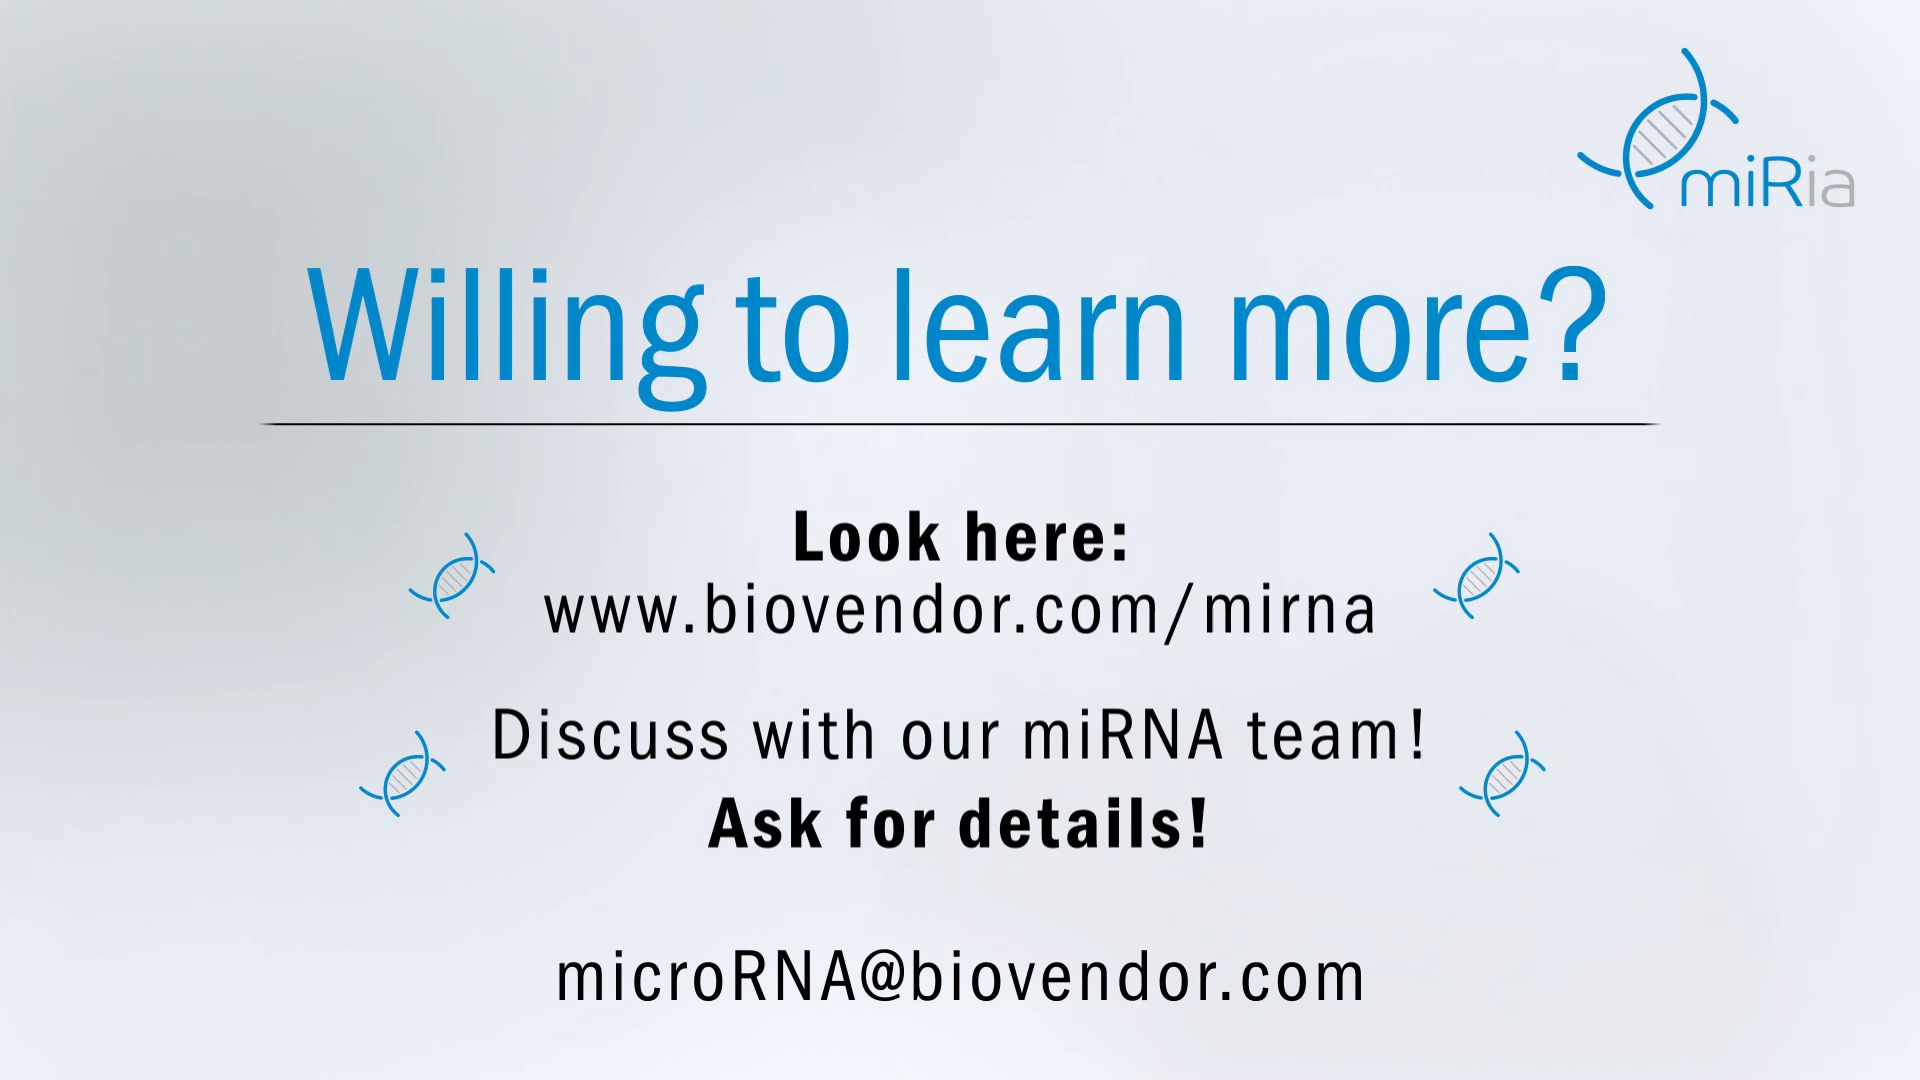 miRia
Willing to learn more?
Look here:
www.biovendor.com/mirna
Discuss with our miRNA team!
Ask for details!
microRNA@biovendor.com